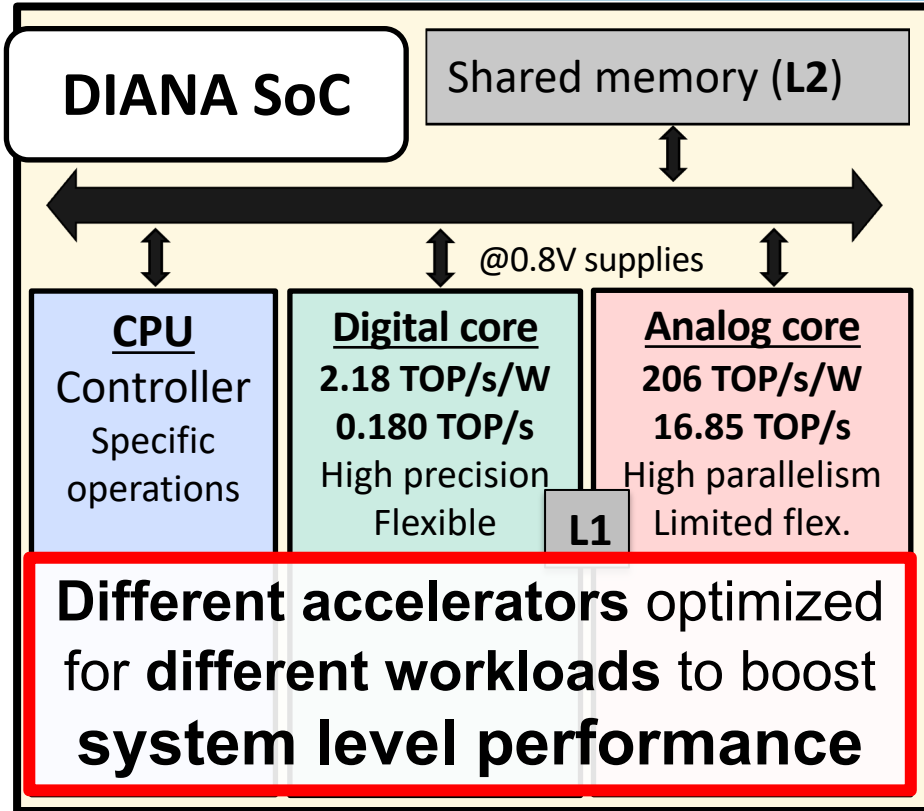 DIANA SoC
Shared memory (L2)
@0.8V supplies
CPU
Controller
Specific
operations
Digital core
2.18 TOP/s/W
0.180 TOP/s
High precision
Flexible
Analog core
206 TOP/s/W
16.85 TOP/s
High parallelism
Limited flex.
L1
Different accelerators optimized
for different workloads to boost
system level performance